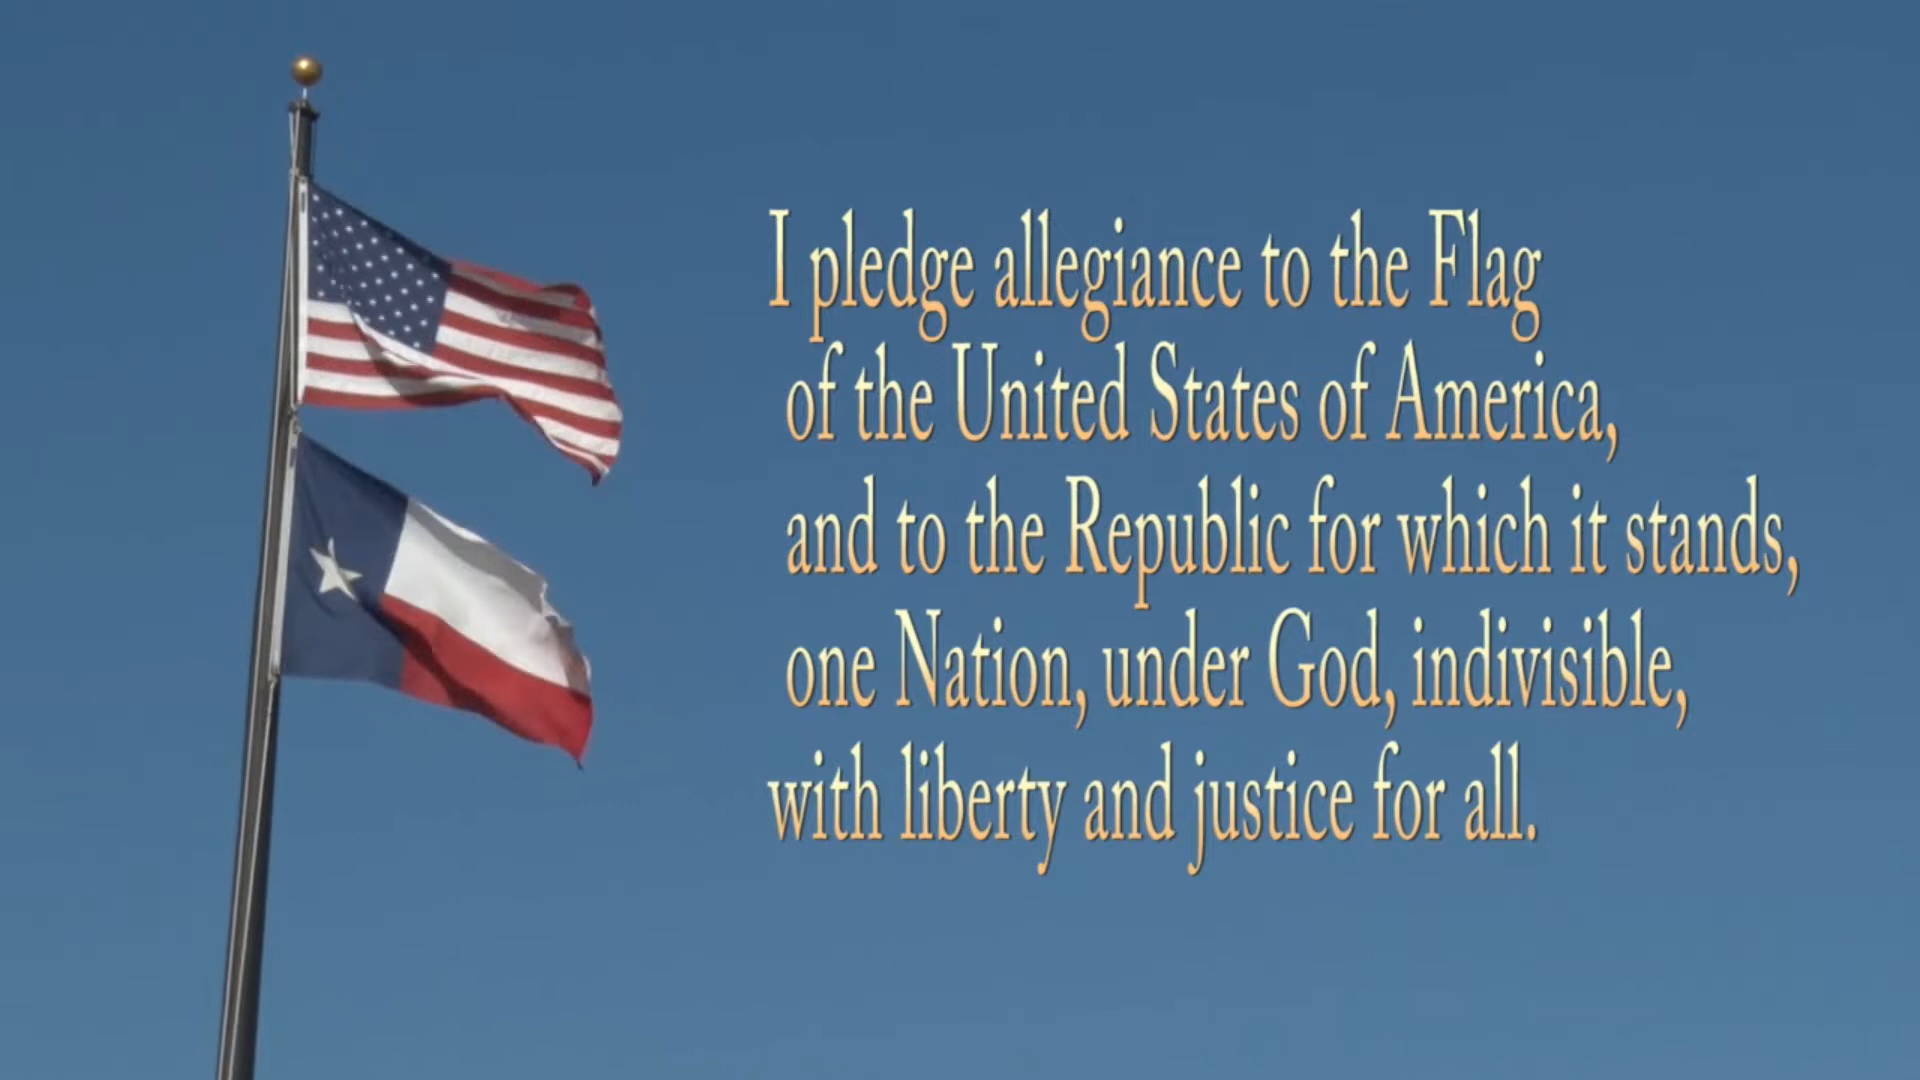 I pledge allegiance to the Flag
of the United States of America,
and to the Republic for which it stands,
one Nation, under God, indivisible,
with liberty and justice for all.